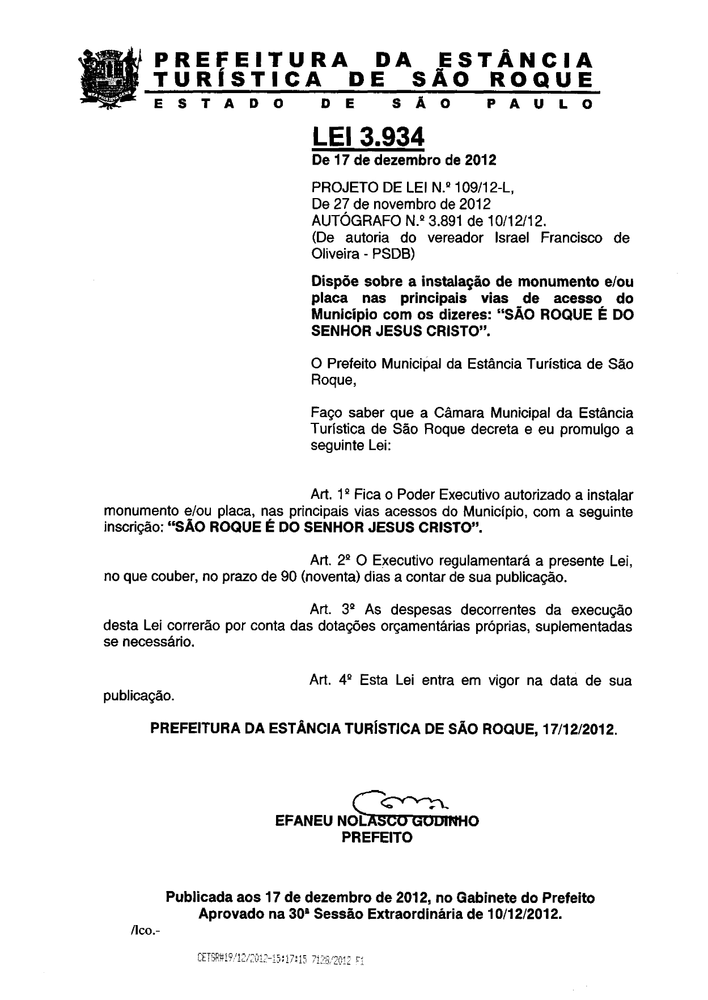 PREFEITURA DA ESTÂNCIA
TURÍSTICA DE SÃO ROQUE
ESTADO DE SÃO PAULO
LEI 3.934
De 17 de dezembro de 2012
PROJETO DE LEI N.º 109/12-L,
De 27 de novembro de 2012
AUTÓGRAFO N.º 3.891 de 10/12/12.
(De autoria do vereador Israel Francisco de
Oliveira - PSDB)
Dispõe sobre a instalação de monumento e/ou
placa nas principais vias de acesso do
Município com os dizeres: “SÃO ROQUE É DO
SENHOR JESUS CRISTO”.
O Prefeito Municipal da Estância Turística de São
Roque,
Faço saber que a Câmara Municipal da Estância
Turística de São Roque decreta e eu promulgo a
seguinte Lei:
Art. 1º Fica o Poder Executivo autorizado a instalar
monumento e/ou placa, nas principais vias acessos do Município, com a seguinte
inscrição: “SÃO ROQUE É DO SENHOR JESUS CRISTO”.
Art. 2º O Executivo regulamentará a presente Lei,
no que couber, no prazo de 90 (noventa) dias a contar de sua publicação.
Art. 3º As despesas decorrentes da execução
desta Lei correrão por conta das dotações orçamentárias próprias, suplementadas
se necessário.
Art. 4º Esta Lei entra em vigor na data de sua
publicação.
PREFEITURA DA ESTÂNCIA TURÍSTICA DE SÃO ROQUE, 17/12/2012.
EFANEU NOLASCO GODINHO
PREFEITO
Publicada aos 17 de dezembro de 2012, no Gabinete do Prefeito
Aprovado na 30ª Sessão Extraordinária de 10/12/2012.
/lco.-
CETSR#19/12/2012-15:17:15 7128/2012 F1